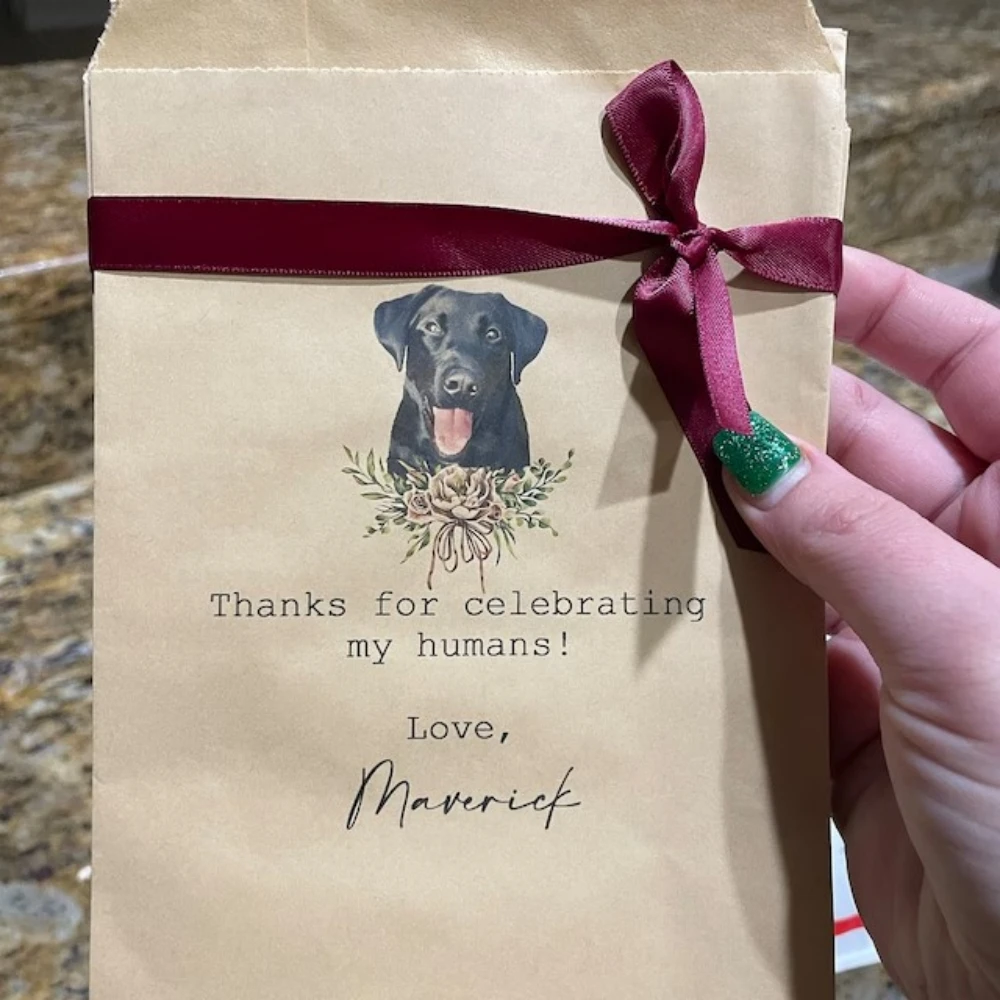 Thanks for celebrating
my humans!
Love,
Maverick